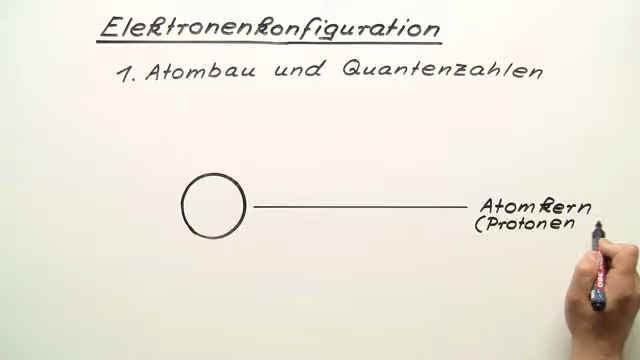 Elektronenkonfiguration
1. Atombau und Quantenzahlen
Atomkern
(Protonen